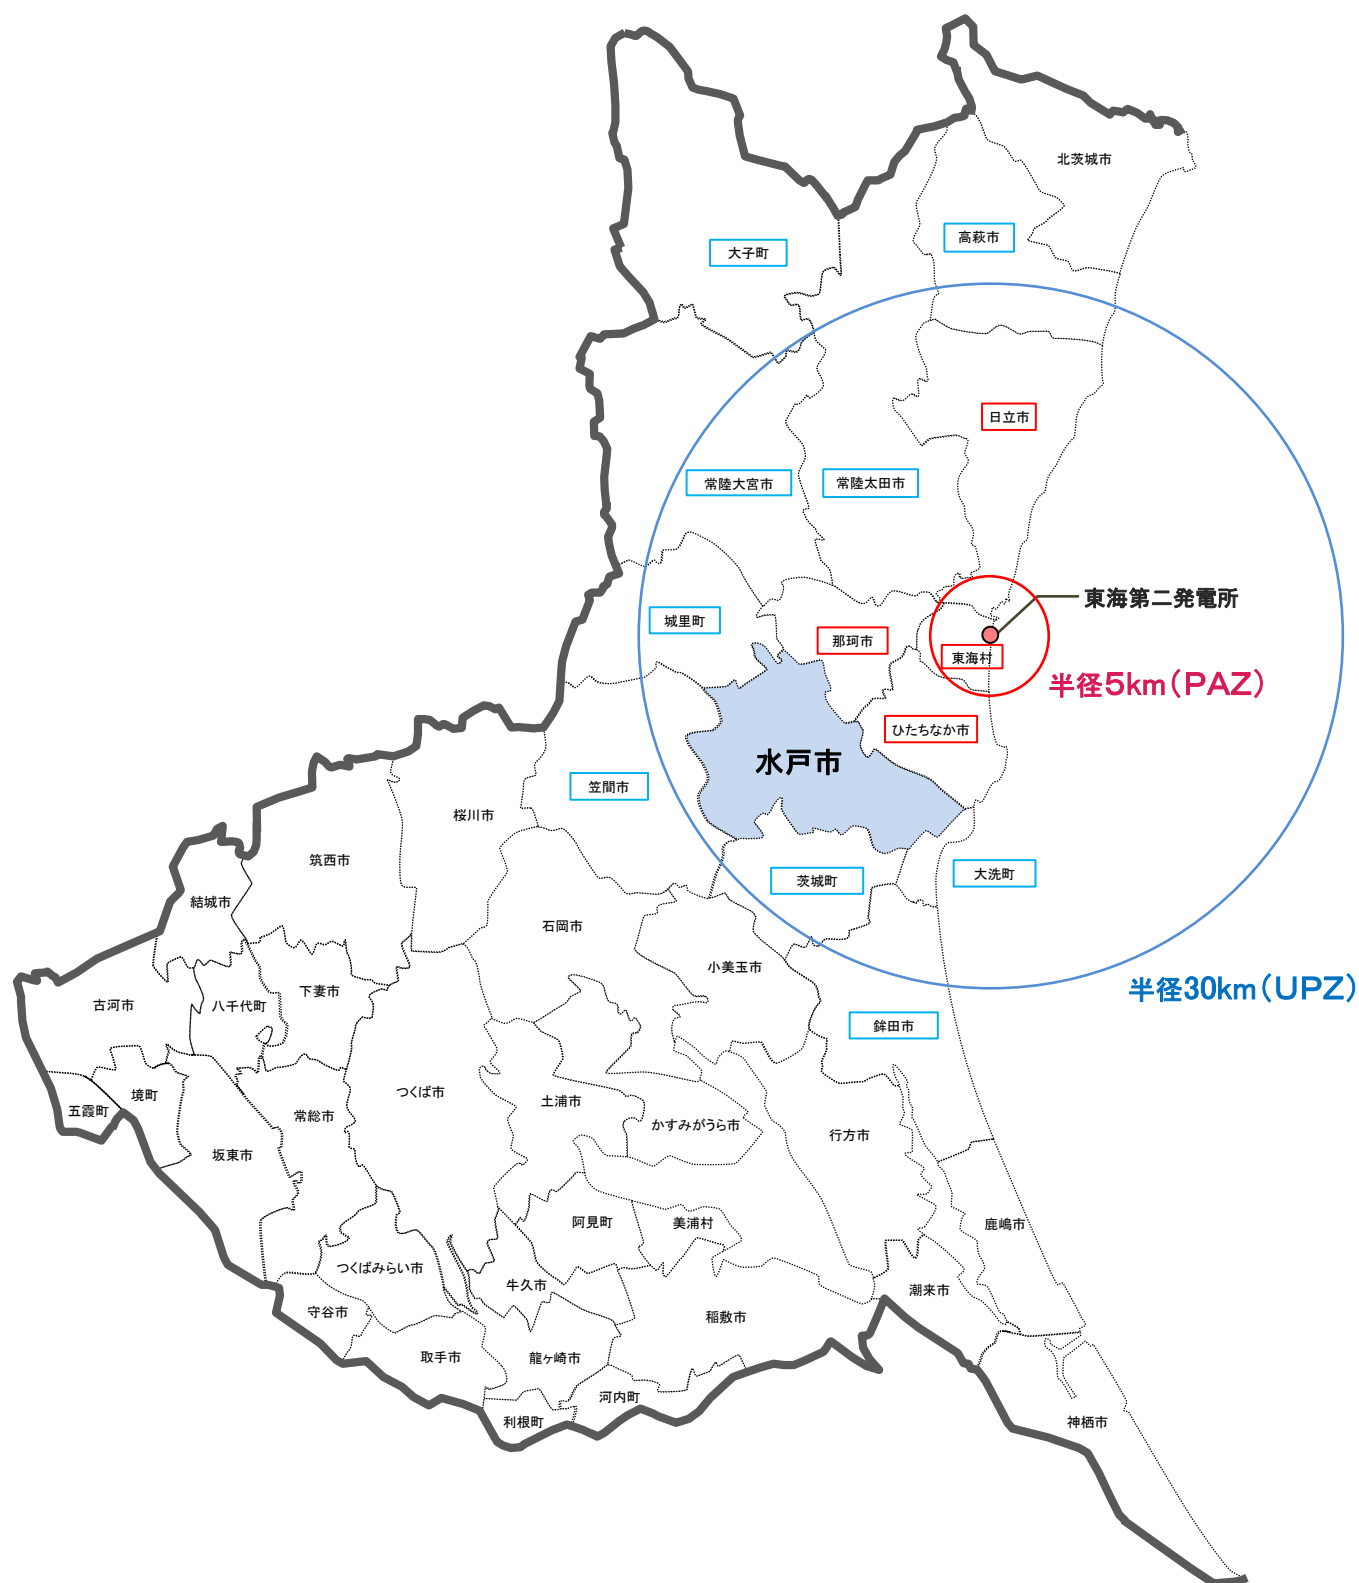 北茨城市
高萩市
大子町
日立市
常陸大宮市
常陸太田市
東海第二発電所
城里町
那珂市
東海村
半径5km(PAZ)
ひたちなか市
水戸市
笠間市
桜川市
筑西市
茨城町
大洗町
結城市
石岡市
小美玉市
半径30km(UPZ)
古河市
八千代町
下妻市
鉾田市
つくば市
境町
五霞町
常総市
土浦市
かすみがうら市
行方市
坂東市
阿見町
美浦村
鹿嶋市
つくばみらい市
牛久市
潮来市
守谷市
稲敷市
取手市
龍ヶ崎市
河内町
利根町
神栖市